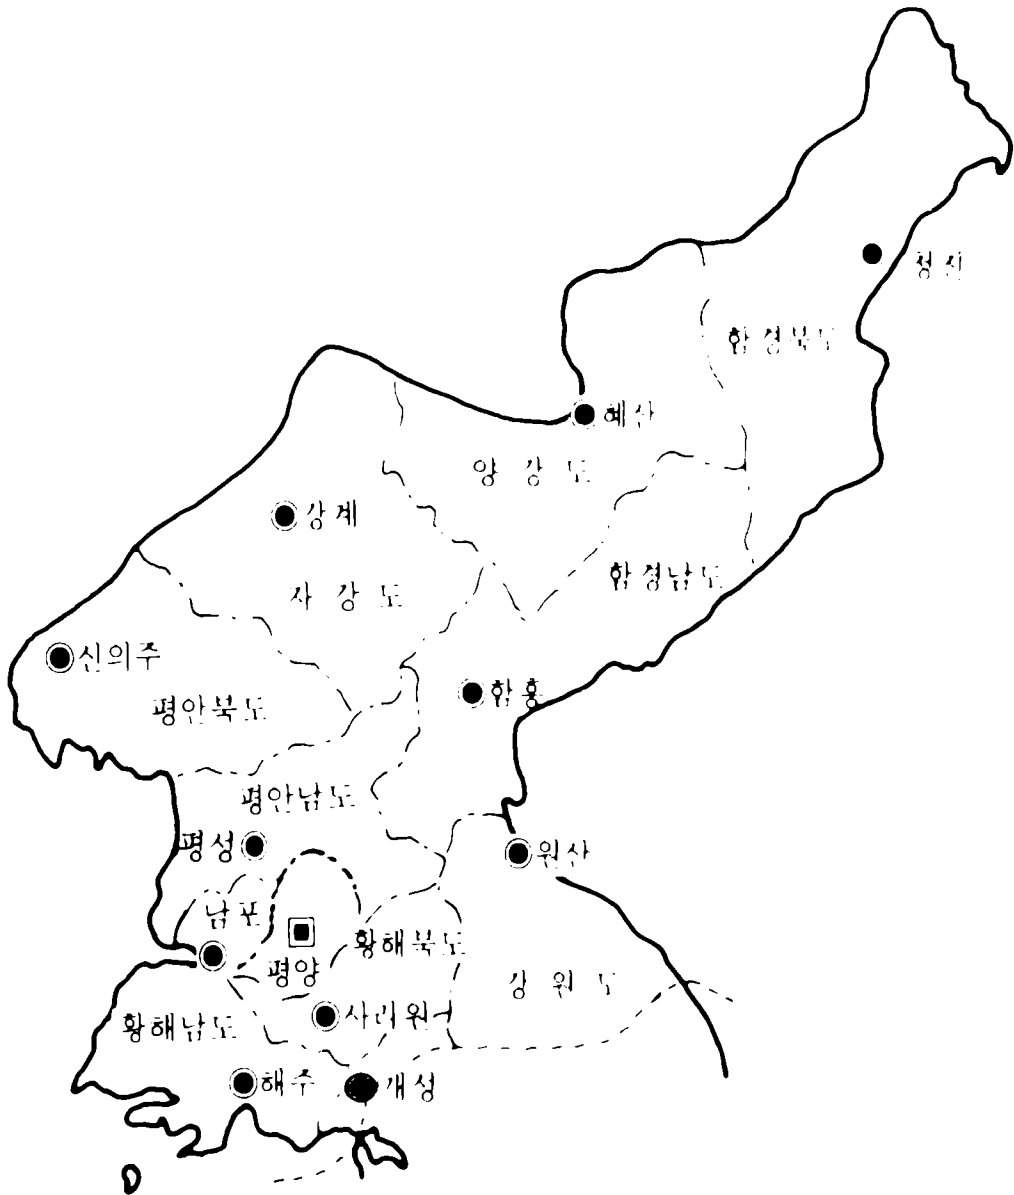 청진
함경북도
혜산
양강도
강계
함경남도
자강도
신의주
함흥
평안북도
평안남도
평성
원산
남포
황해북도
평양
강원도
사리원
황해남도
해주
개성